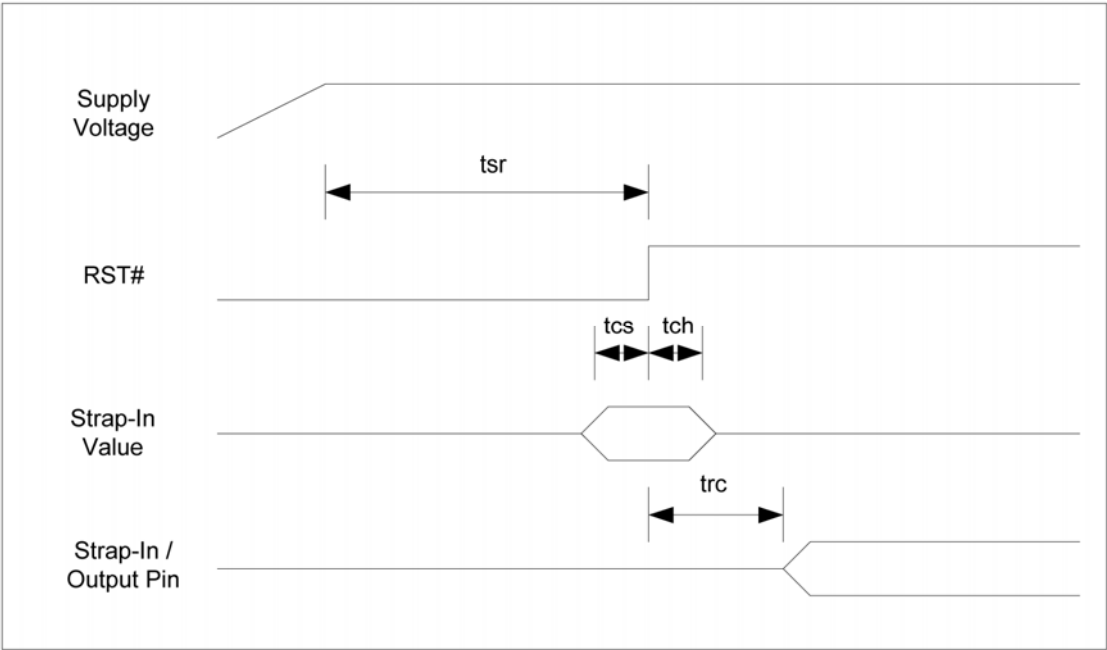 Supply
Voltage
tsr
RST#
tcs
tch
Strap-In
Value
trc
Strap-In /
Output Pin